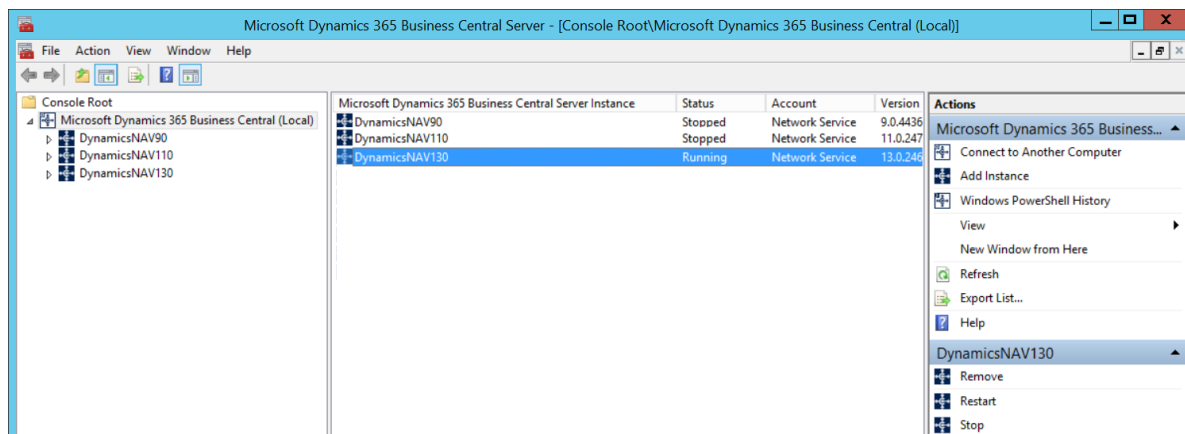 Microsoft Dynamics 365 Business Central Server - [Console Root\Microsoft Dynamics 365 Business Central (Local)]
File Action View Window Help
Console Root
Microsoft Dynamics 365 Business Central (Local)
DynamicsNAV90
DynamicsNAV110
DynamicsNAV130
Microsoft Dynamics 365 Business Central Server Instance Status Account Version
DynamicsNAV90 Stopped Network Service 9.0.4436
DynamicsNAV110 Stopped Network Service 11.0.247
DynamicsNAV130 Running Network Service 13.0.246
Actions
Microsoft Dynamics 365 Business...
Connect to Another Computer
Add Instance
Windows PowerShell History
View
New Window from Here
Refresh
Export List...
Help
DynamicsNAV130
Remove
Restart
Stop